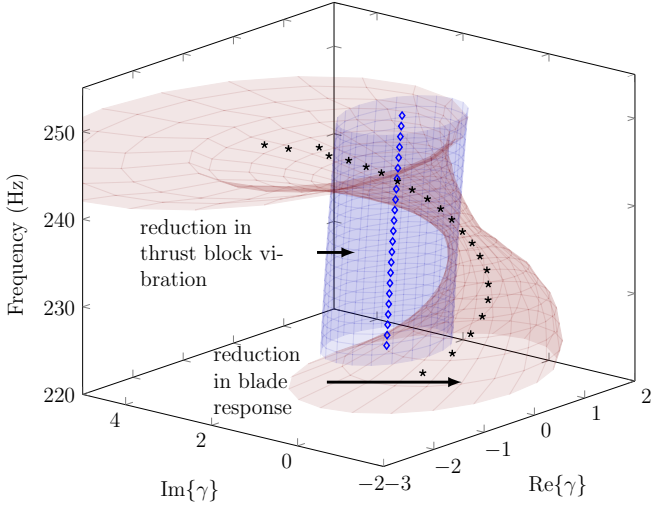 250
240
230
220
Frequency (Hz)
reduction in
thrust block vi-
bration
reduction
in blade
response
4
2
0
−2
Im{γ}
−3
−2
−1
0
1
2
Re{γ}